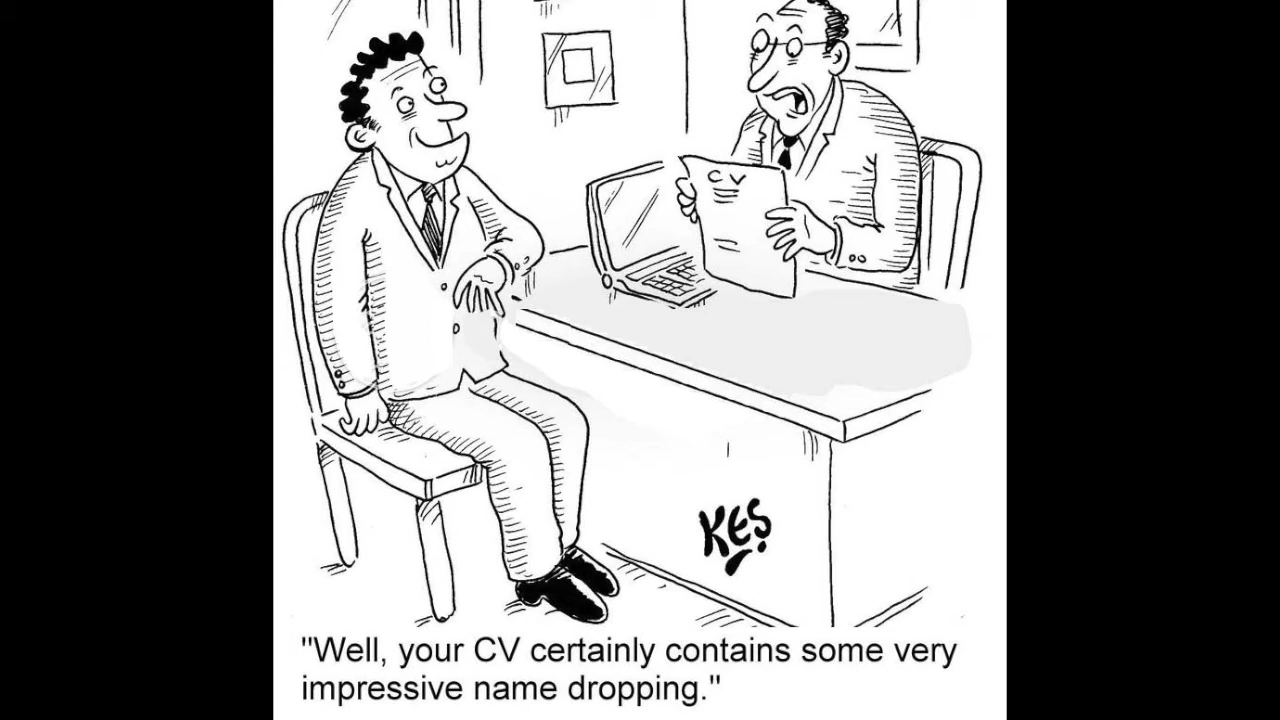 CV
KES
"Well, your CV certainly contains some very
impressive name dropping."